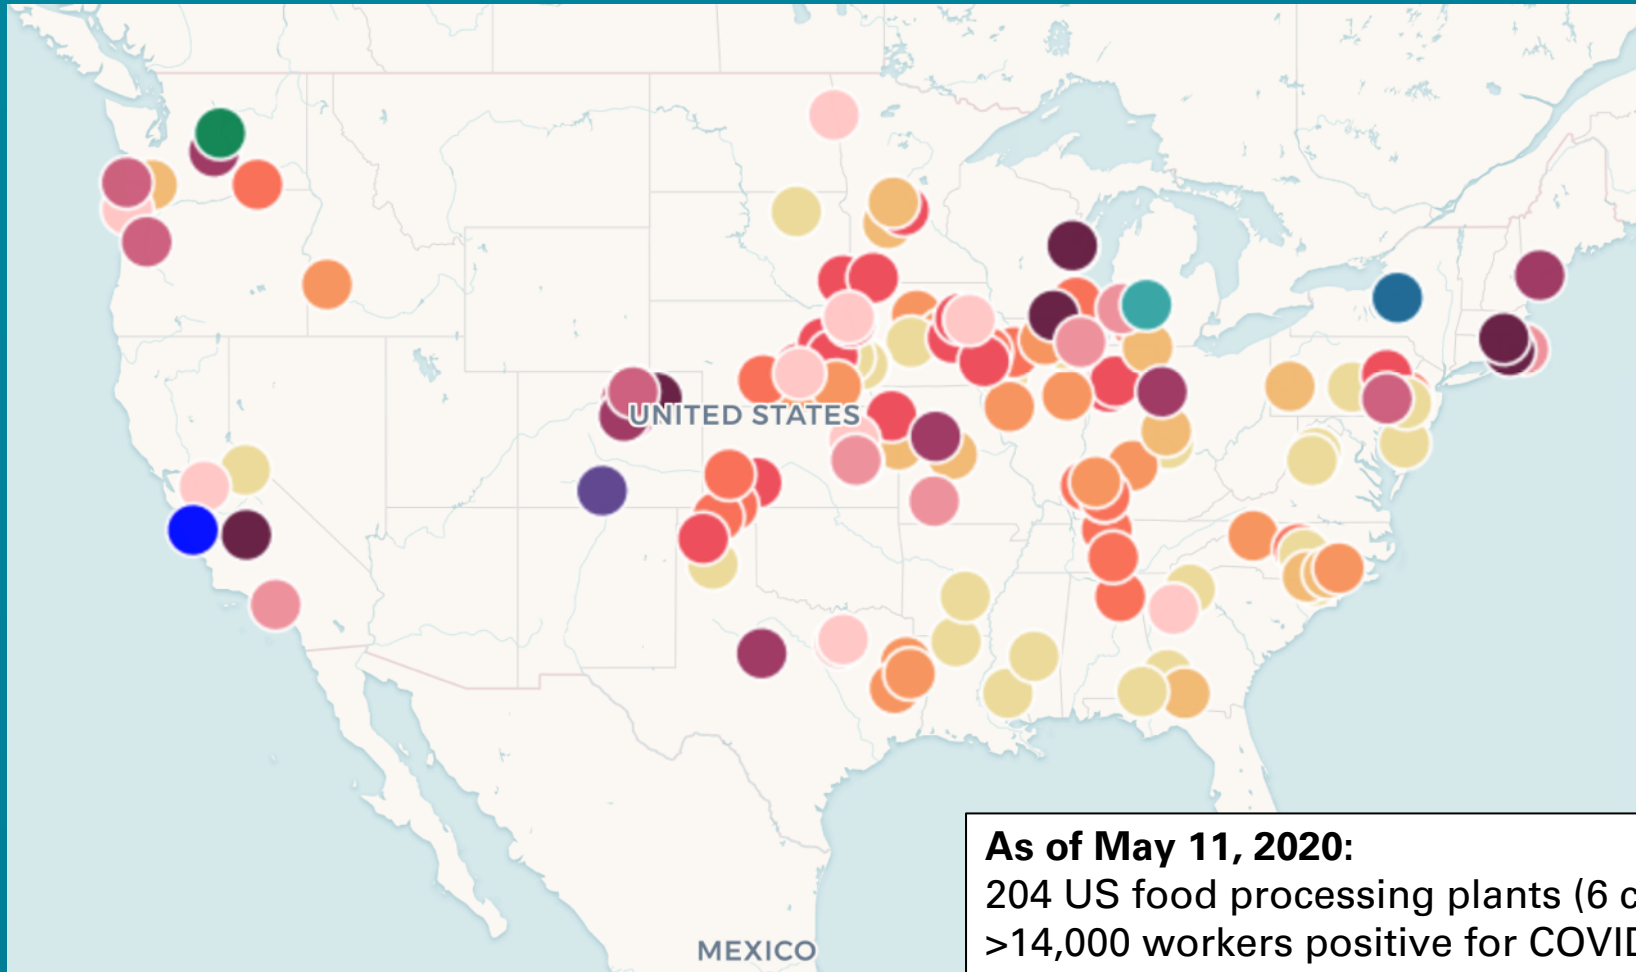 UNITED STATES
MEXICO
As of May 11, 2020:
204 US food processing plants (6
>14,000 workers positive for